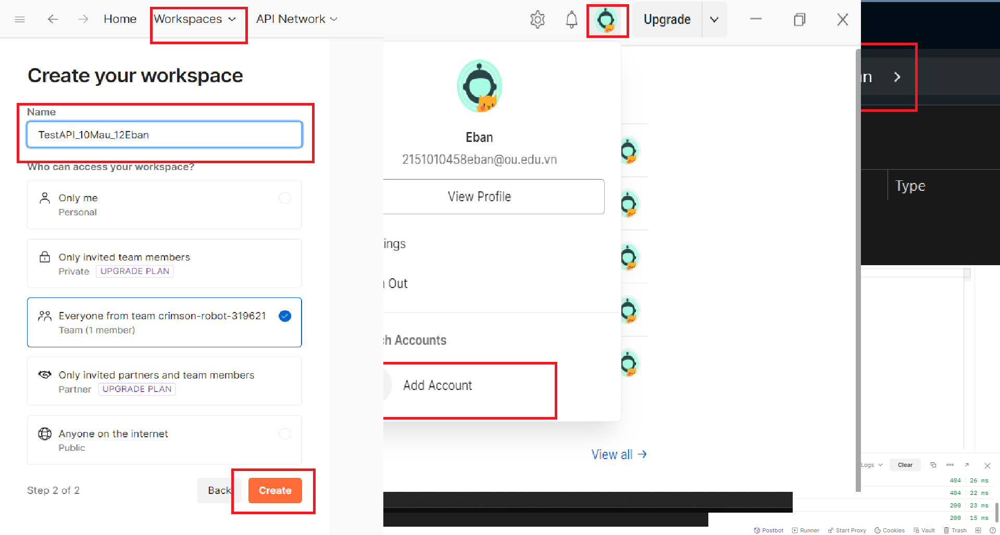 Home Workspaces API Network
Upgrade
Create your workspace
Name
TestAPI_10Mau_12Eban
Who can access your workspace?
Only me
Personal
Only invited team members
Private UPGRADE PLAN
Everyone from team crimson-robot-319621
Team (1 member)
Only invited partners and team members
Partner UPGRADE PLAN
Anyone on the internet
Public
Step 2 of 2
Back Create
Eban
2151010458eban@ou.edu.vn
View Profile
ings
Out
ch Accounts
Add Account
View all
Type
Logs Clear
404 26 ms
404 22 ms
200 23 ms
200 15 ms
Postbot Runner Start Proxy Cookies Vault Trash